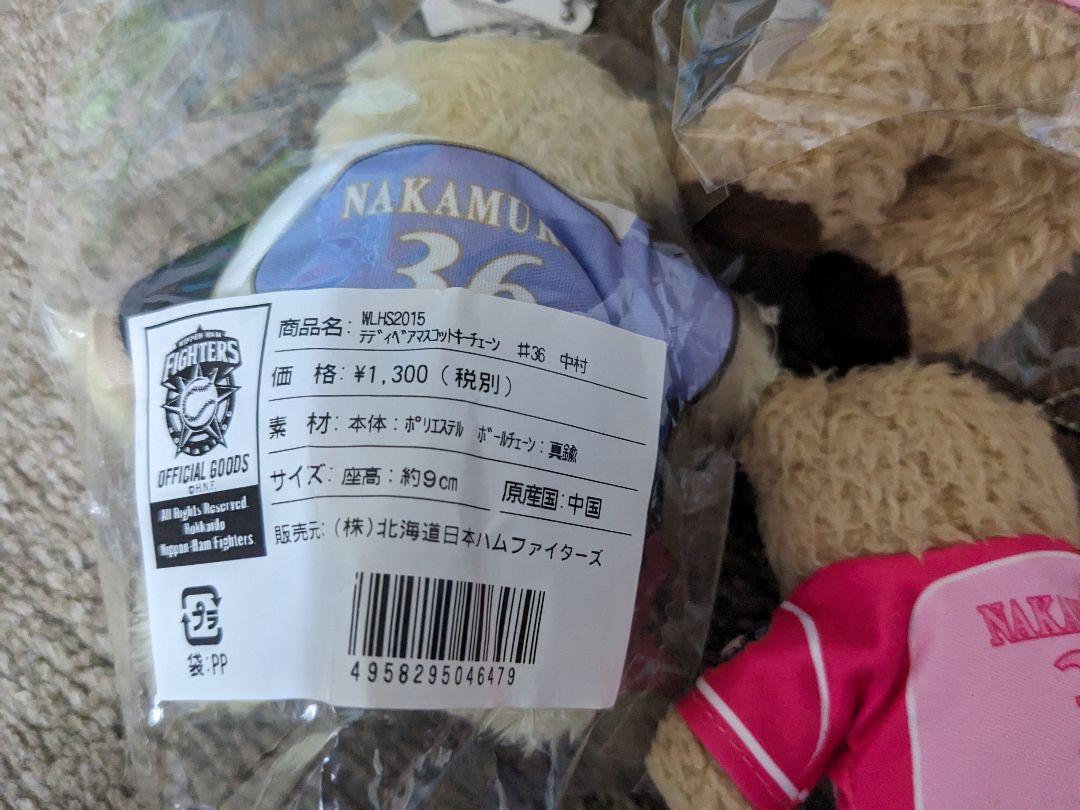 NAKAMUR
36
NIPPON-HAM
FIGHTERS
OFFICIAL GOODS
©H.N.F.
All Rights Reserved.
Hokkaido
Nippon-Ham Fighters.
商品名: WLHS2015
テディベアマスコットキーチェーン #36 中村
価 格: ¥1,300 (税別)
素 材: 本体: ポリエステル ボールチェーン: 真鍮
サイズ: 座高: 約9cm
原産国: 中国
販売元: (株)北海道日本ハムファイターズ
プラ
袋:PP
4958295046479
NAKA